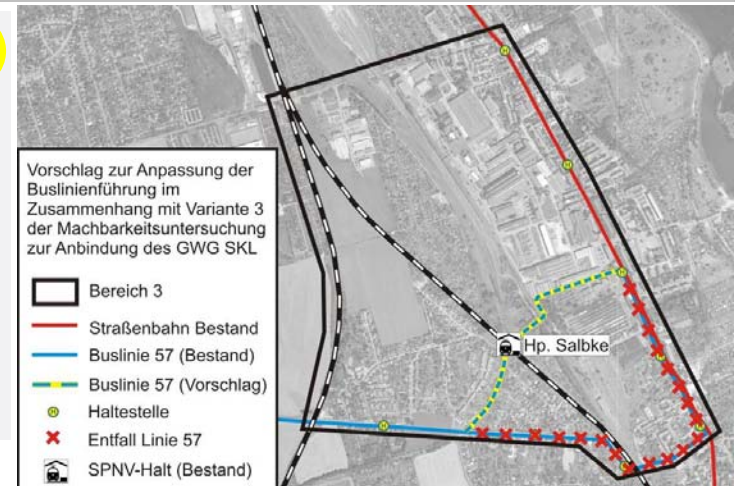 Vorschlag zur Anpassung der
Buslinienführung im
Zusammenhang mit Variante 3
der Machbarkeitsuntersuchung
zur Anbindung des GWG SKL
Bereich 3
Straßenbahn Bestand
Buslinie 57 (Bestand)
Buslinie 57 (Vorschlag)
H Haltestelle
Entfall Linie 57
SPNV-Halt (Bestand)
Hp. Salbke